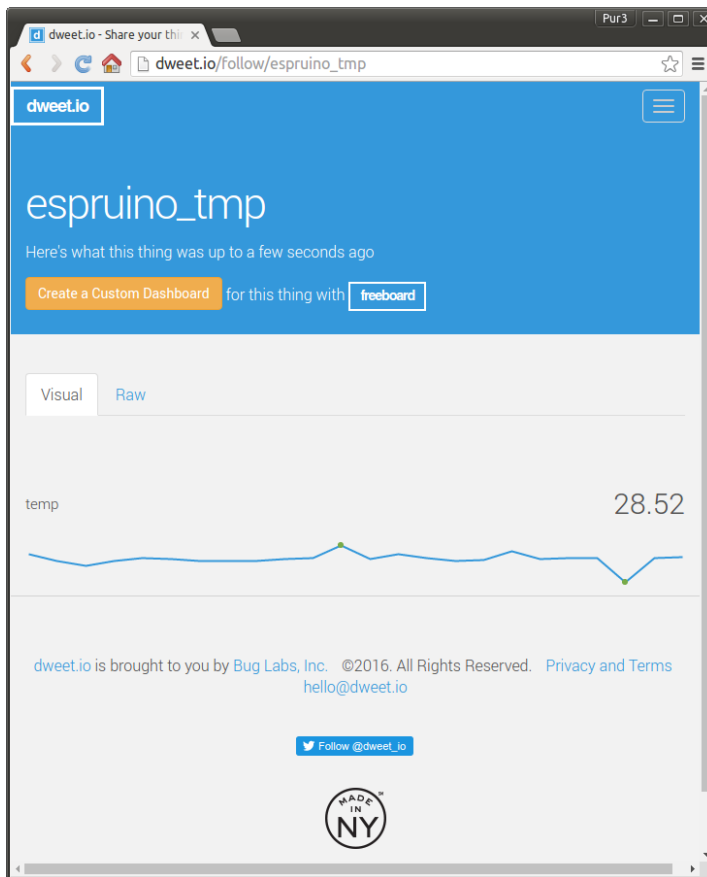 Pur3
dweet.io - Share your thi
dweet.io/follow/espruino_tmp
dweet.io
espruino_tmp
Here's what this thing was up to a few seconds ago
Create a Custom Dashboard for this thing with freeboard
Visual Raw
temp 28.52
dweet.io is brought to you by Bug Labs, Inc. ©2016. All Rights Reserved. Privacy and Terms
hello@dweet.io
Follow @dweet_io
MADE
IN
NY